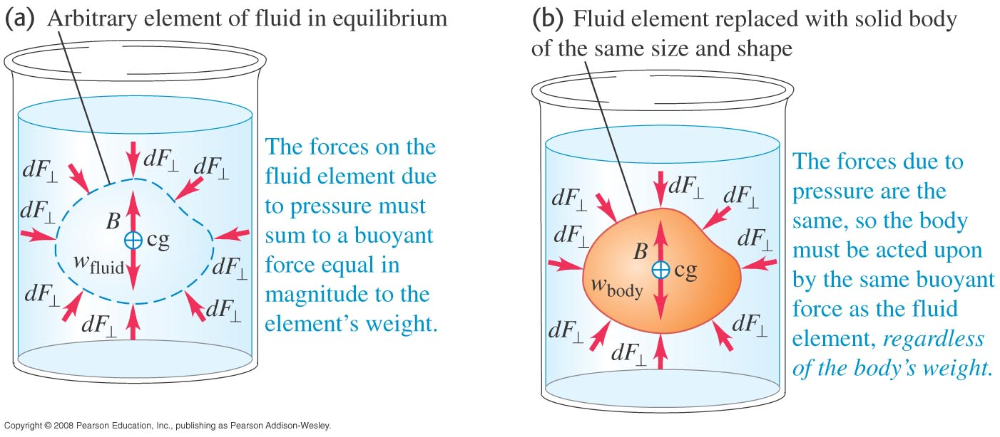 (a) Arbitrary element of fluid in equilibrium
dF⊥
dF⊥
dF⊥
dF⊥
B
cg
w fluid
dF⊥
dF⊥
dF⊥
dF⊥
The forces on the
fluid element due
to pressure must
sum to a buoyant
force equal in
magnitude to the
element’s weight.
(b) Fluid element replaced with solid body
of the same size and shape
dF⊥
dF⊥
dF⊥
dF⊥
dF⊥
B
cg
w body
dF⊥
dF⊥
dF⊥
The forces due to
pressure are the
same, so the body
must be acted upon
by the same buoyant
force as the fluid
element, regardless
of the body’s weight.
Copyright © 2008 Pearson Education, Inc., publishing as Pearson Addison-Wesley.